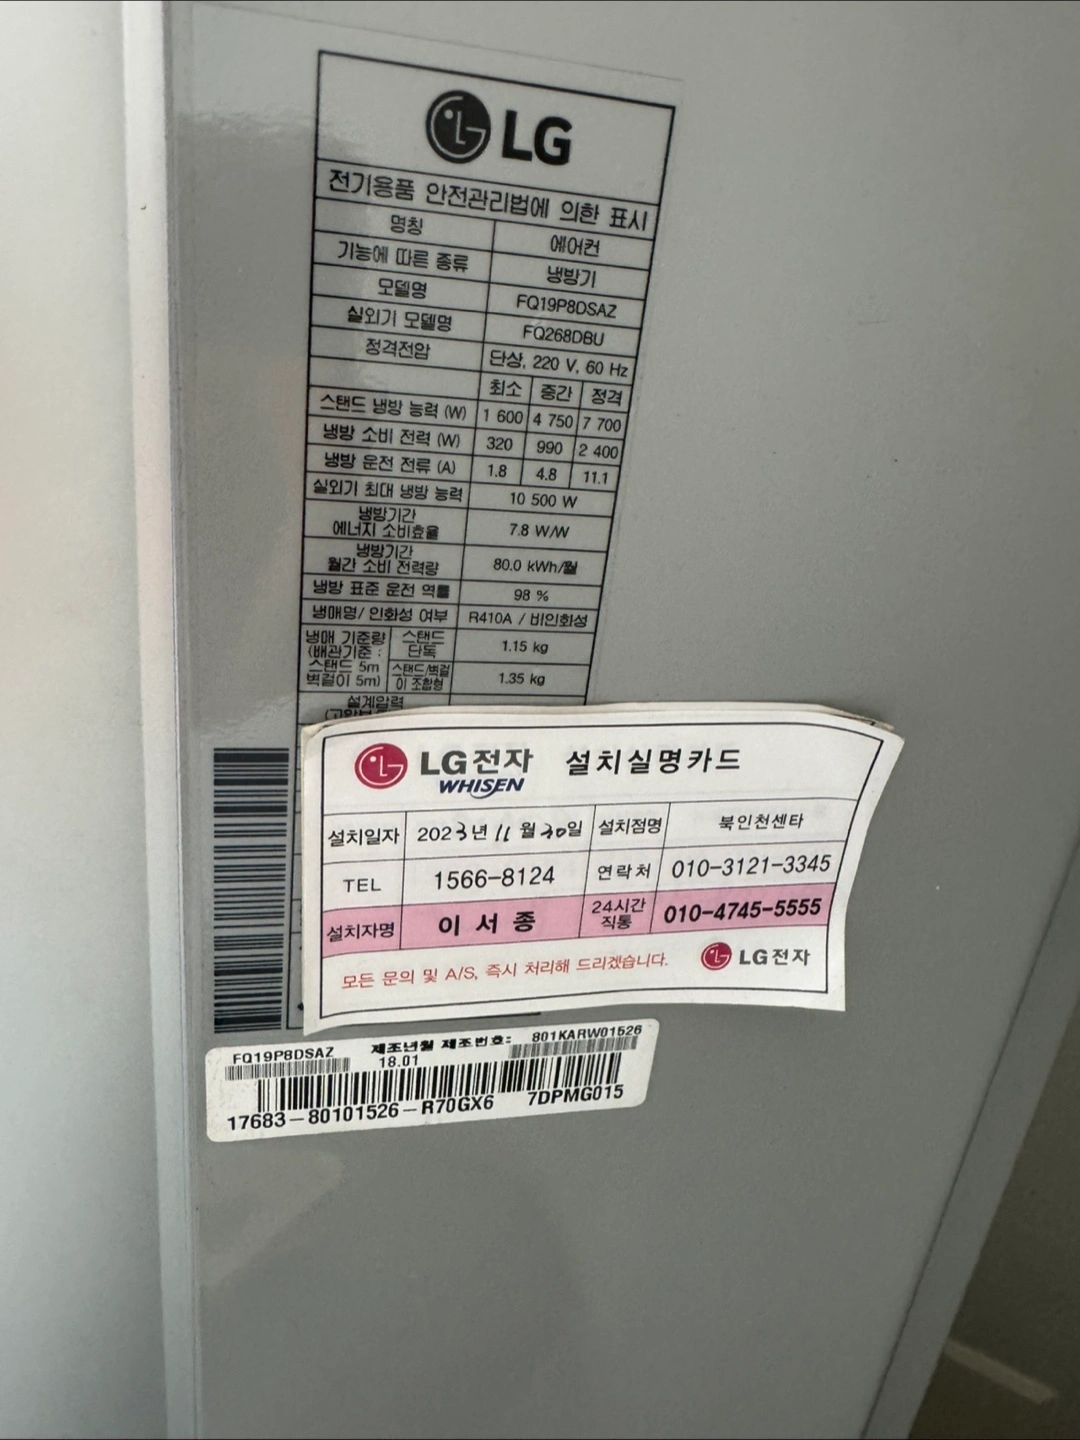 LG
전기용품 안전관리법에 의한 표시
명칭 에어컨
기능에 따른 종류 냉방기
모델명 FQ19P8DSAZ
실외기 모델명 FQ268DBU
정격전압 단상, 220 V, 60 Hz
최소 중간 정격
스탠드 냉방 능력 (W) 1 600 4 750 7 700
냉방 소비 전력 (W) 320 990 2 400
냉방 운전 전류 (A) 1.8 4.8 11.1
실외기 최대 냉방 능력 10 500 W
냉방기간
에너지 소비효율 7.8 W/W
냉방기간
월간 소비 전력량 80.0 kWh/월
냉방 표준 운전 역률 98 %
냉매명/ 인화성 여부 R410A / 비인화성
냉매 기준량
(배관기준 :
스탠드 5m
벽걸이 5m)
스탠드
단독 1.15 kg
스탠드/벽걸
이 조합형 1.35 kg
설계압력
LG전자 설치실명카드
WHISEN
설치일자 2023년 11월 30일 설치점명 북인천센타
TEL 1566-8124 연락처 010-3121-3345
설치자명 이 서 종 24시간
직통 010-4745-5555
모든 문의 및 A/S, 즉시 처리해 드리겠습니다. LG전자
FQ19P8DSAZ 제조년월 제조번호: 801KARW01526
18.01
17683-80101526-R70GX6 7DPMG015